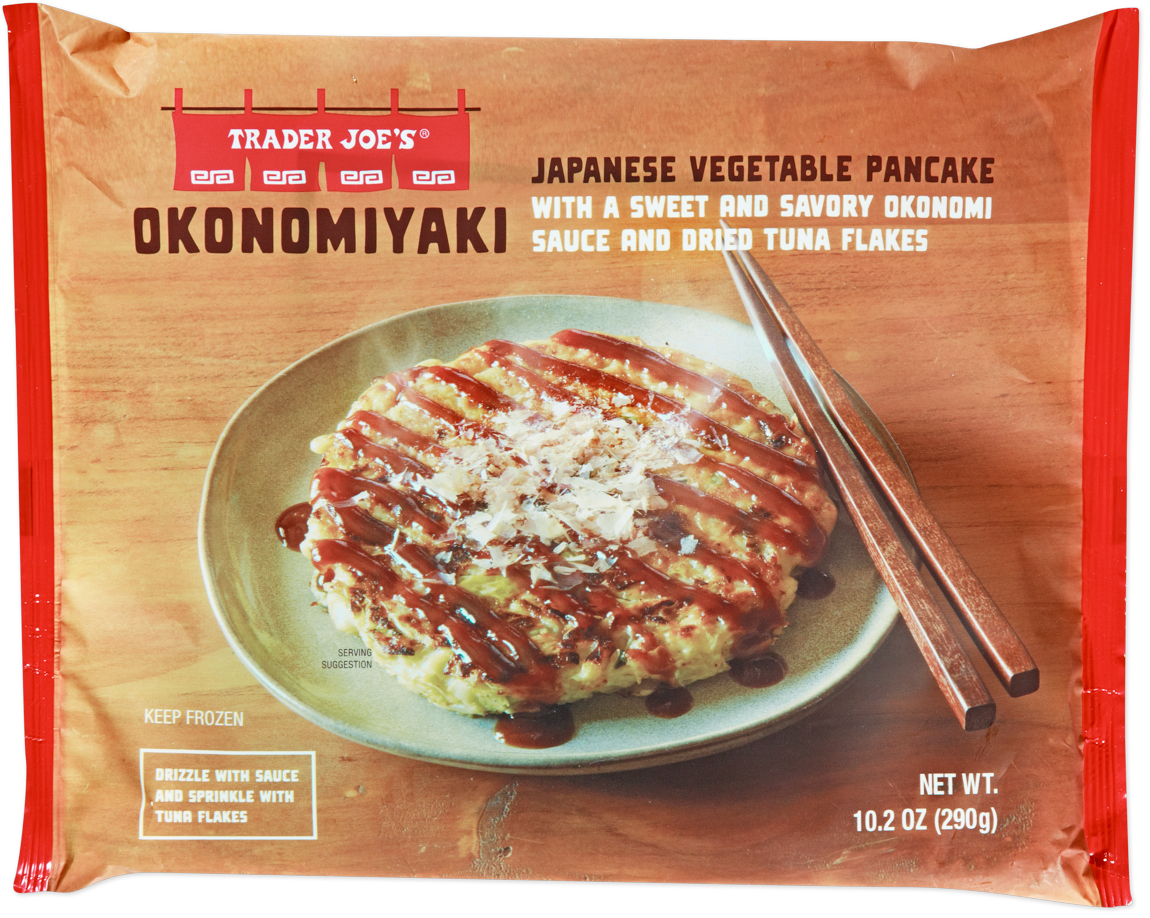 TRADER JOE'S®
OKONOMIYAKI
JAPANESE VEGETABLE PANCAKE
WITH A SWEET AND SAVORY OKONOMI
SAUCE AND DRIED TUNA FLAKES
SERVING
SUGGESTION
KEEP FROZEN
DRIZZLE WITH SAUCE
AND SPRINKLE WITH
TUNA FLAKES
NET WT.
10.2 OZ (290g)